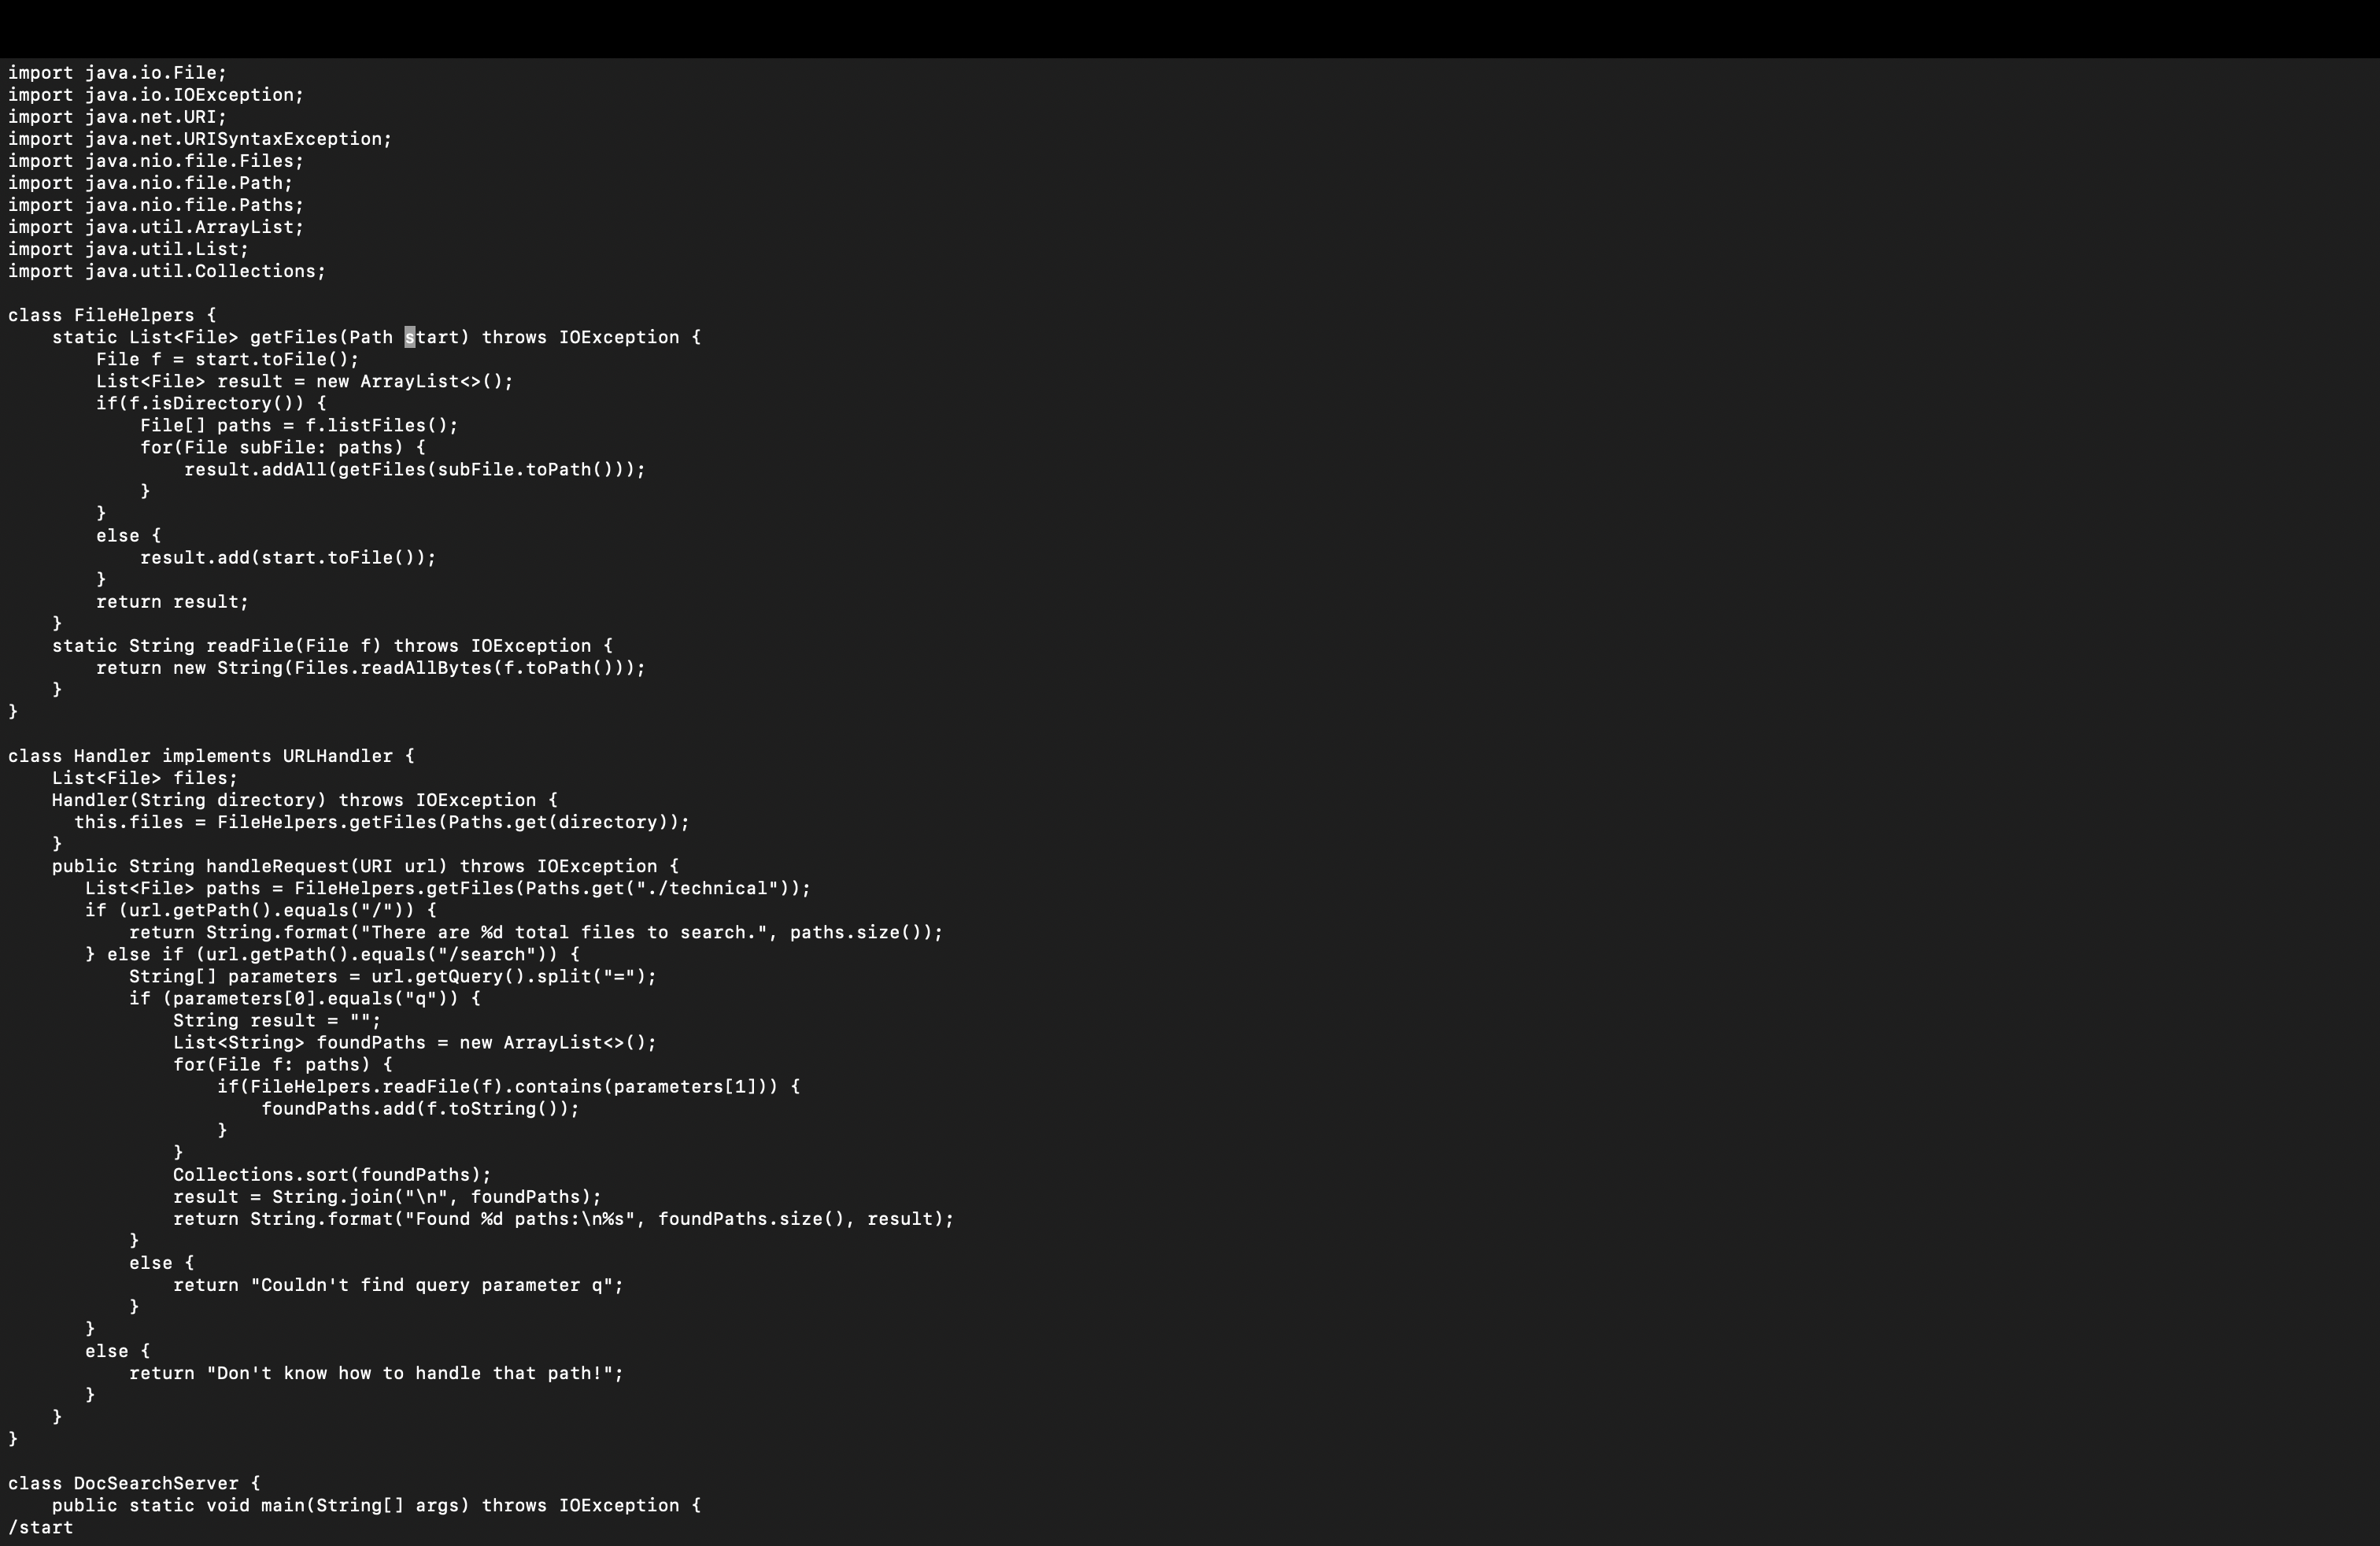 import java.io.File;
import java.io.IOException;
import java.net.URI;
import java.net.URISyntaxException;
import java.nio.file.Files;
import java.nio.file.Path;
import java.nio.file.Paths;
import java.util.ArrayList;
import java.util.List;
import java.util.Collections;

class FileHelpers {
    static List<File> getFiles(Path start) throws IOException {
        File f = start.toFile();
        List<File> result = new ArrayList<>();
        if(f.isDirectory()) {
            File[] paths = f.listFiles();
            for(File subFile: paths) {
                result.addAll(getFiles(subFile.toPath()));
            }
        }
        else {
            result.add(start.toFile());
        }
        return result;
    }
    static String readFile(File f) throws IOException {
        return new String(Files.readAllBytes(f.toPath()));
    }
}

class Handler implements URLHandler {
    List<File> files;
    Handler(String directory) throws IOException {
      this.files = FileHelpers.getFiles(Paths.get(directory));
    }
    public String handleRequest(URI url) throws IOException {
       List<File> paths = FileHelpers.getFiles(Paths.get("./technical"));
       if (url.getPath().equals("/")) {
           return String.format("There are %d total files to search.", paths.size());
       } else if (url.getPath().equals("/search")) {
           String[] parameters = url.getQuery().split("=");
           if (parameters[0].equals("q")) {
               String result = "";
               List<String> foundPaths = new ArrayList<>();
               for(File f: paths) {
                   if(FileHelpers.readFile(f).contains(parameters[1])) {
                       foundPaths.add(f.toString());
                   }
               }
               Collections.sort(foundPaths);
               result = String.join("\n", foundPaths);
               return String.format("Found %d paths:\n%s", foundPaths.size(), result);
           }
           else {
               return "Couldn't find query parameter q";
           }
       }
       else {
           return "Don't know how to handle that path!";
       }
    }
}

class DocSearchServer {
    public static void main(String[] args) throws IOException {
/start